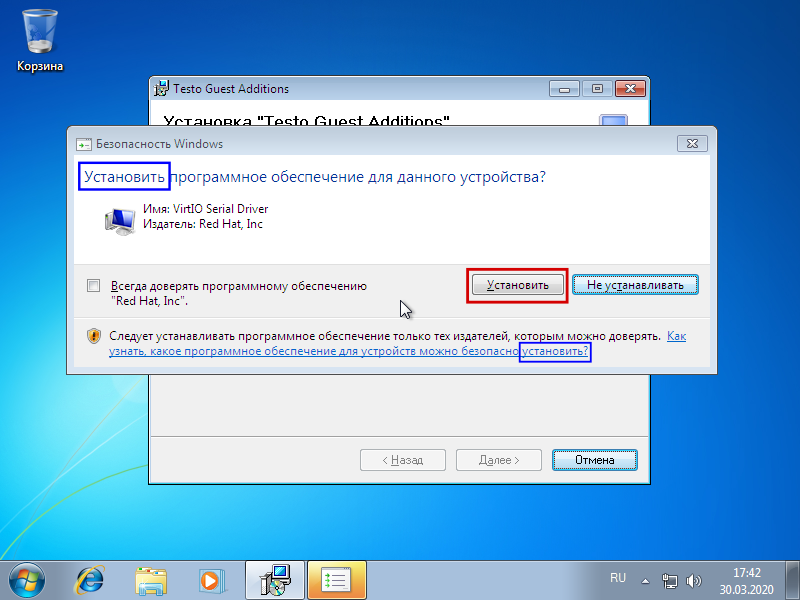 Корзина
Testo Guest Additions
Установка "Testo Guest Additions"
Безопасность Windows
Установить программное обеспечение для данного устройства?
Имя: VirtIO Serial Driver
Издатель: Red Hat, Inc
Всегда доверять программному обеспечению
"Red Hat, Inc".
Установить
Не устанавливать
Следует устанавливать программное обеспечение только тех издателей, которым можно доверять. Как
узнать, какое программное обеспечение для устройств можно безопасно установить?
< Назад
Далее >
Отмена
RU
17:42
30.03.2020